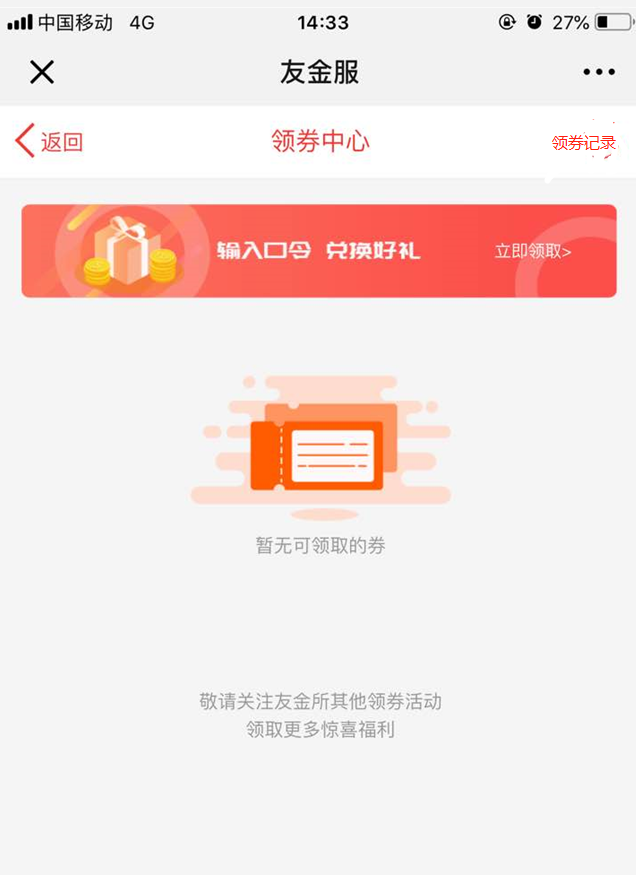 中国移动 4G 14:33 27%
友金服
返回 领券中心 领券记录
输入口令 兑换好礼 立即领取>
暂无可领取的券
敬请关注友金所其他领券活动
领取更多惊喜福利